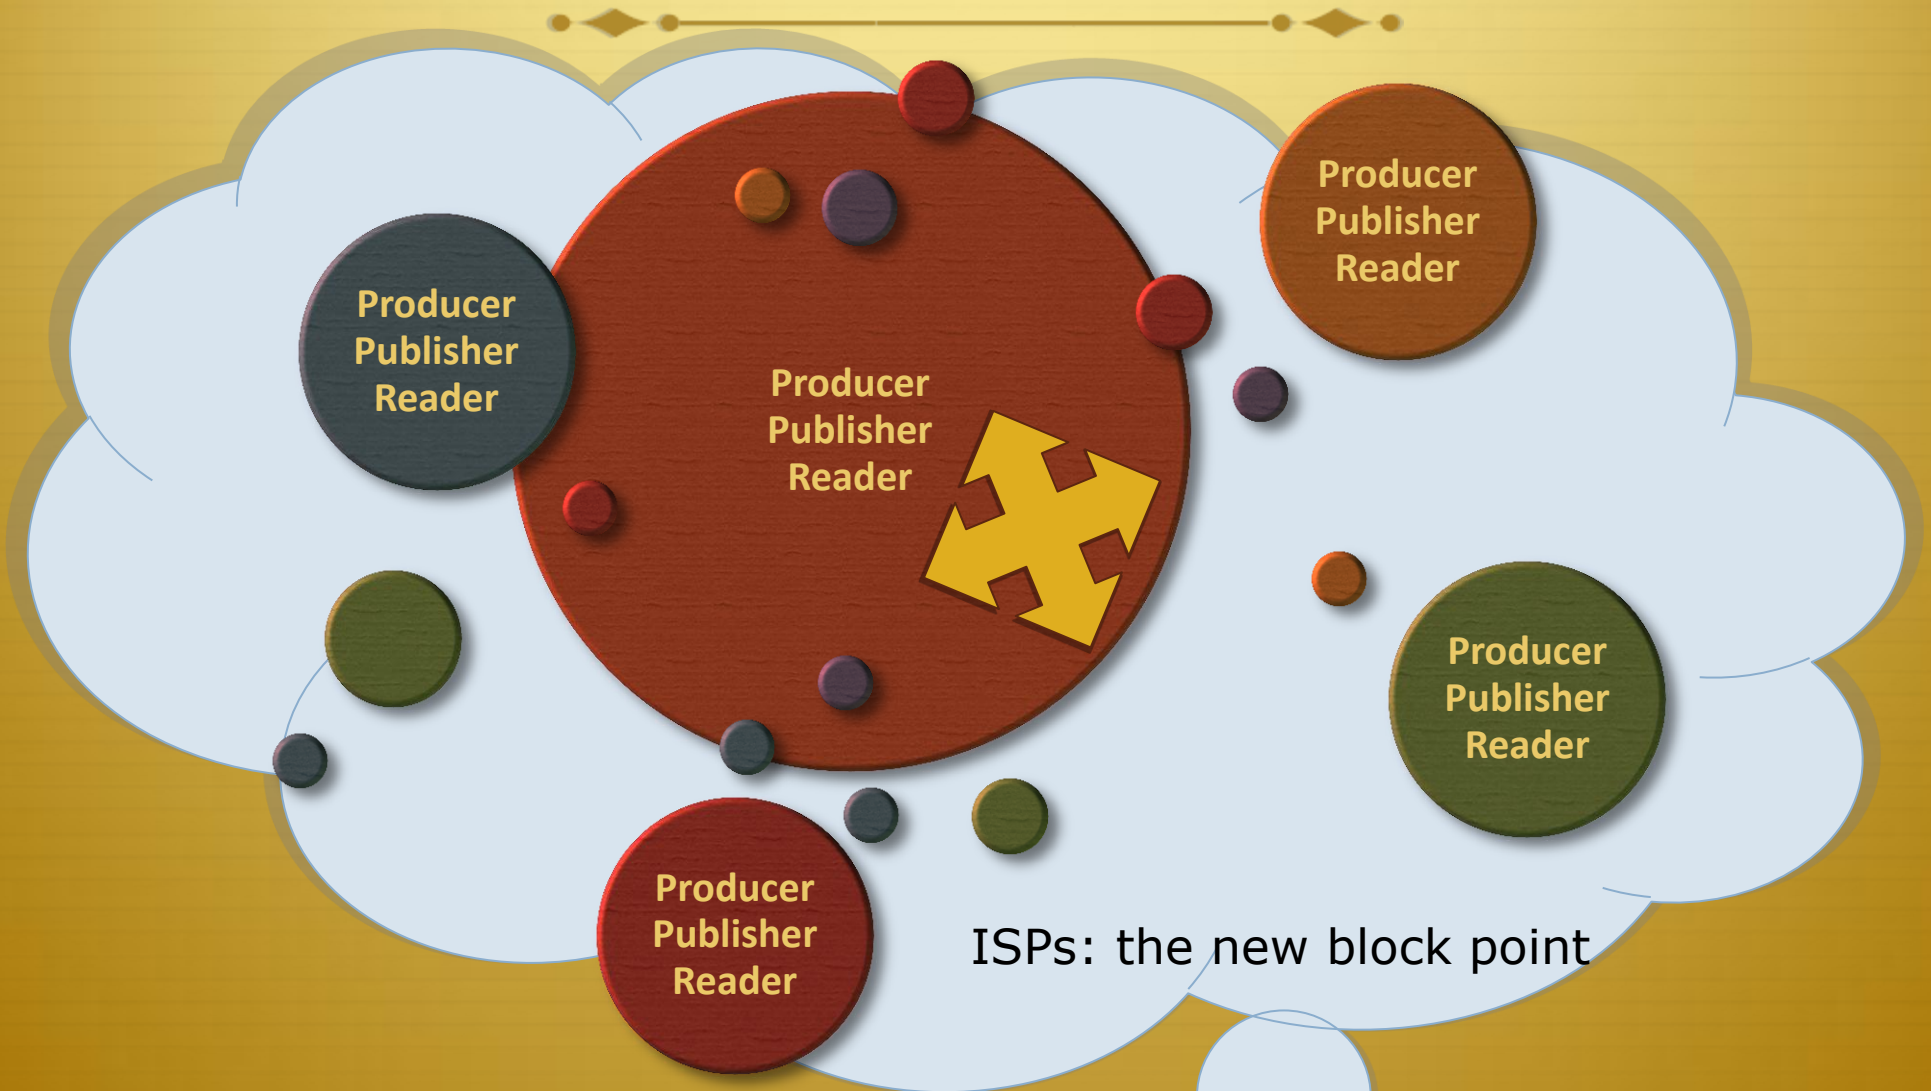 Producer
Publisher
Reader
Producer
Publisher
Reader
Producer
Publisher
Reader
Producer
Publisher
Reader
Producer
Publisher
Reader
ISPs: the new block point